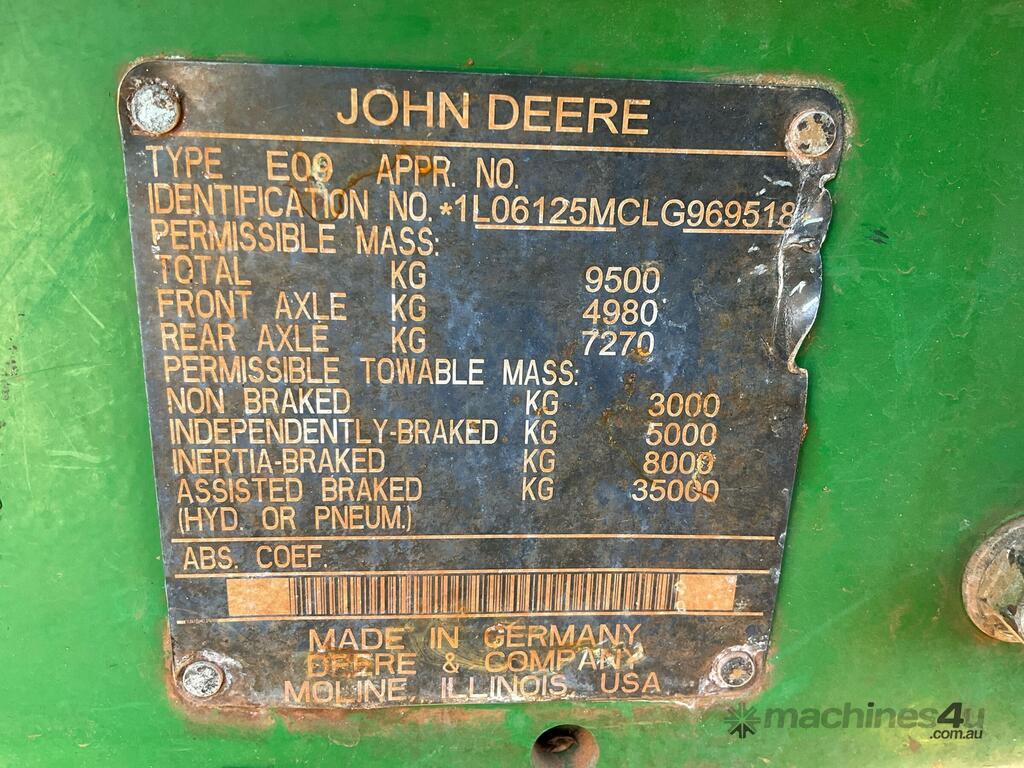 JOHN DEERE
TYPE E09 APPR. NO.
IDENTIFICATION NO. *1L06125MCLG969518
PERMISSIBLE MASS:
TOTAL KG 9500
FRONT AXLE KG 4980
REAR AXLE KG 7270
PERMISSIBLE TOWABLE MASS:
NON BRAKED KG 3000
INDEPENDENTLY-BRAKED KG 5000
INERTIA-BRAKED KG 8000
ASSISTED BRAKED KG 35000
(HYD. OR PNEUM.)
ABS. COEF.
MADE IN GERMANY
DEERE & COMPANY
MOLINE, ILLINOIS, USA
machines4u
.com.au